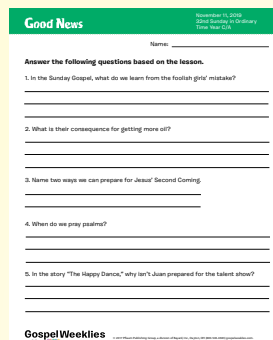 Good News
November 11, 2019
32nd Sunday in Ordinary
Time Year C/A
Name:
Answer the following questions based on the lesson.
1. In the Sunday Gospel, what do we learn from the foolish girls' mistake?
2. What is their consequence for getting more oil?
3. Name two ways we can prepare for Jesus' Second Coming.
4. When do we pray psalms?
5. In the story "The Happy Dance," why isn't Juan prepared for the talent show?
Gospel Weeklies